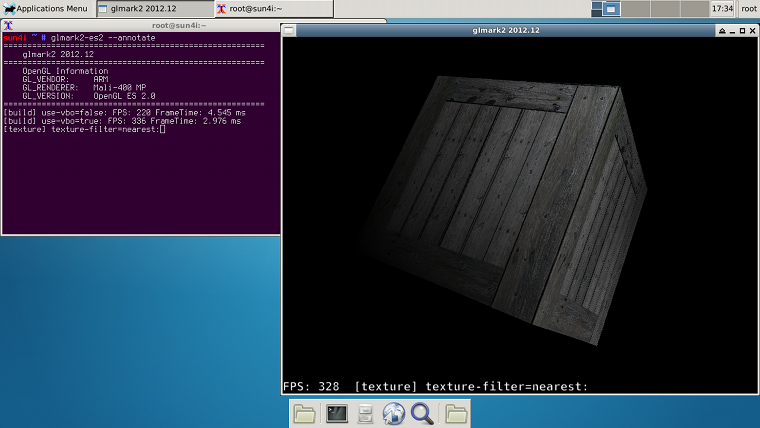 Applications Menu
glmark2 2012.12
root@sun4i:~
17:34
root
root@sun4i:~
sun4i ~ # glmark2-es2 --annotate
=======================================================
glmark2 2012.12
=======================================================
OpenGL Information
GL_VENDOR: ARM
GL_RENDERER: Mali-400 MP
GL_VERSION: OpenGL ES 2.0
=======================================================
[build] use-vbo=false: FPS: 220 FrameTime: 4.545 ms
[build] use-vbo=true: FPS: 336 FrameTime: 2.976 ms
[texture] texture-filter=nearest:
glmark2 2012.12
FPS: 328 [texture] texture-filter=nearest: